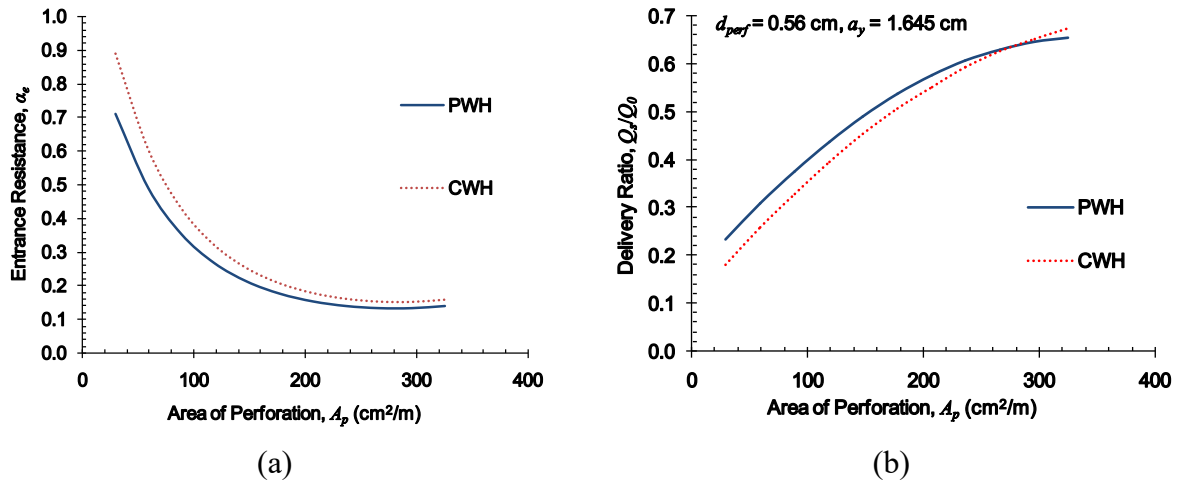 1.0
0.9
0.8
0.7
0.6
0.5
0.4
0.3
0.2
0.1
0.0
Entrance Resistance, αe
PWH
CWH
0 100 200 300 400
Area of Perforation, Ap (cm²/m)
(a)
dperf = 0.56 cm, ay = 1.645 cm
0.7
0.6
0.5
0.4
0.3
0.2
0.1
0.0
Delivery Ratio, Qs/Q0
PWH
CWH
0 100 200 300 400
Area of Perforation, Ap (cm²/m)
(b)